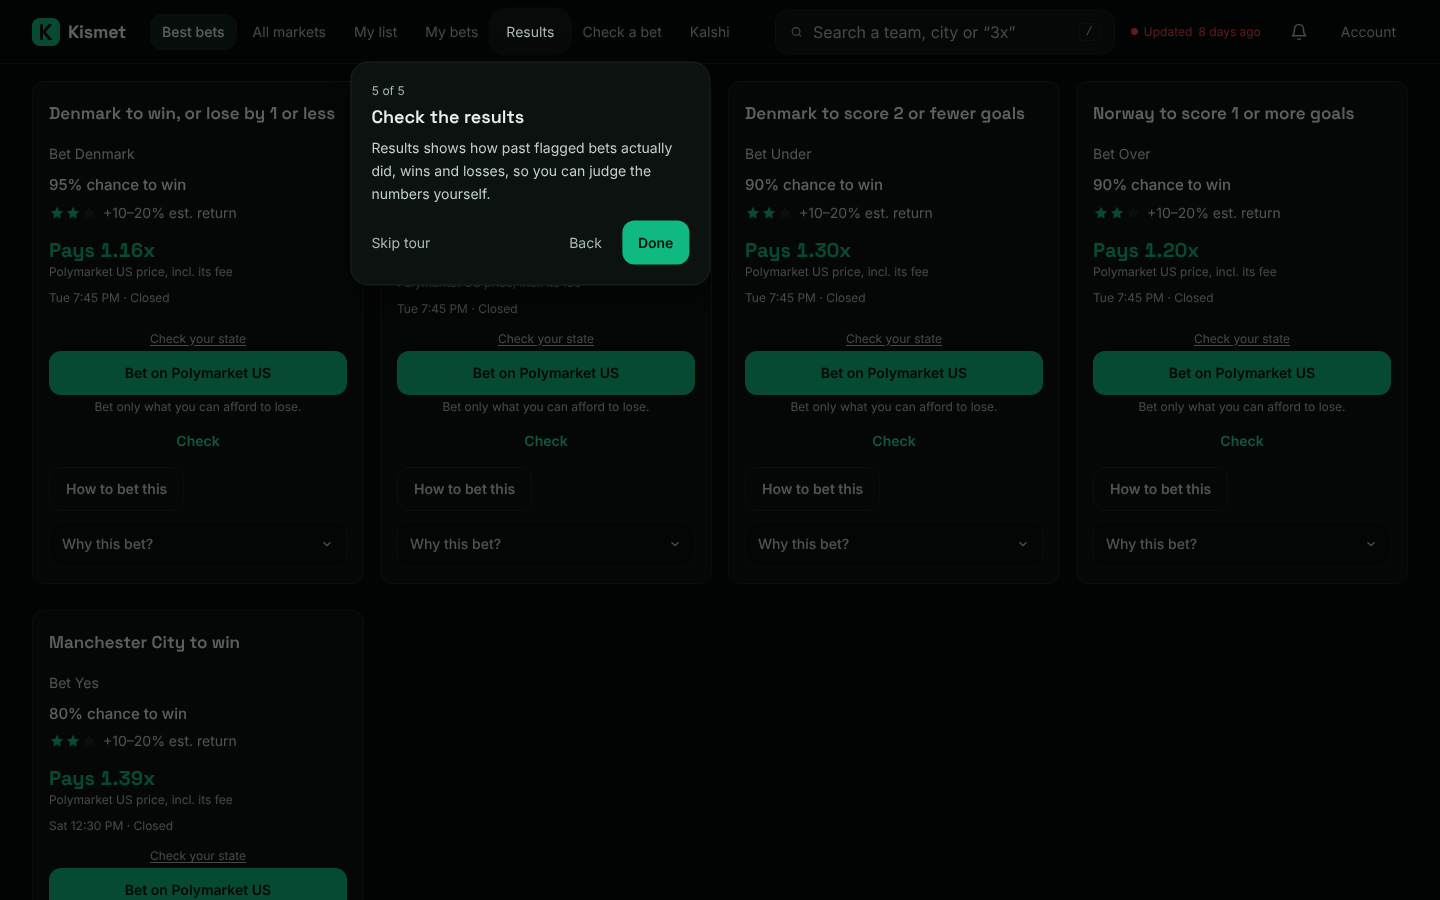 K Kismet
Best bets
All markets
My list
My bets
Results
Check a bet
Kalshi
Search a team, city or “3x”
/
Updated 8 days ago
Account
5 of 5
Check the results
Results shows how past flagged bets actually
did, wins and losses, so you can judge the
numbers yourself.
Skip tour
Back
Done
Denmark to win, or lose by 1 or less
Bet Denmark
95% chance to win
+10–20% est. return
Pays 1.16x
Polymarket US price, incl. its fee
Tue 7:45 PM · Closed
Check your state
Bet on Polymarket US
Bet only what you can afford to lose.
Check
How to bet this
Why this bet?
Polymarket US price, incl. its fee
Tue 7:45 PM · Closed
Check your state
Bet on Polymarket US
Bet only what you can afford to lose.
Check
How to bet this
Why this bet?
Denmark to score 2 or fewer goals
Bet Under
90% chance to win
+10–20% est. return
Pays 1.30x
Polymarket US price, incl. its fee
Tue 7:45 PM · Closed
Check your state
Bet on Polymarket US
Bet only what you can afford to lose.
Check
How to bet this
Why this bet?
Norway to score 1 or more goals
Bet Over
90% chance to win
+10–20% est. return
Pays 1.20x
Polymarket US price, incl. its fee
Tue 7:45 PM · Closed
Check your state
Bet on Polymarket US
Bet only what you can afford to lose.
Check
How to bet this
Why this bet?
Manchester City to win
Bet Yes
80% chance to win
+10–20% est. return
Pays 1.39x
Polymarket US price, incl. its fee
Sat 12:30 PM · Closed
Check your state
Bet on Polymarket US